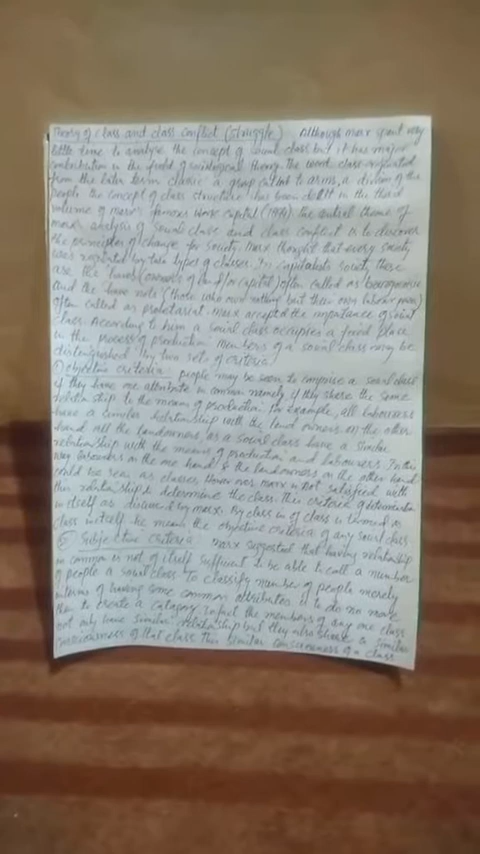 Theory of class and class conflict (struggle) Although marx spent very
little time to analyse the concept of social class but it has major
contribution in the field of sociological theory. The word class originated
from the latin term classic a group call to arms, a division of the
people the concept of class structure has been dealt in the third
volume of marx's famous work capital (1974) the central theme of
marx analysis of social class and class conflict is to discover
the principles of change for society. Marx thought that every society
was by two types of classes. In capitalists society these
are the 'haves' (owners of capital) often called as
and the have nots (those who own nothing but their own labour power)
often called as proletariat. Marx accepted the importance of social
class. According to him a social class occupies a fixed place
in the process of production. members of a social class may be
distinguished by two set of criteria.
① objective criteria: people may be seen to comprise a social class
if they have one attribute in common namely if they share the same
relationship to the means of production. For example, all labourers
have a similar relationship with the land owners on the other
hand all the landowners, as a social class have a similar
relationship with the means of production and labourers. In this
way labourers on the one hand & the landowners on the other hand
could be seen as classes. However marx is not satisfied with
this relationship to determine the class. This criteria of
in itself as by marx. By class in of class is termed as
class in itself he means the objective criteria of any social class.
② Subjective criteria: Marx suggested that having relationship
in common is not of itself sufficient to be able to call a number
of people a social class. To classify number of people merely
interms of having some common attributes is to do no more
than to create a category. Infact the members of any one class
not only have similar relationship but they also share a similar
consciousness of that class this similar consciousness of a class